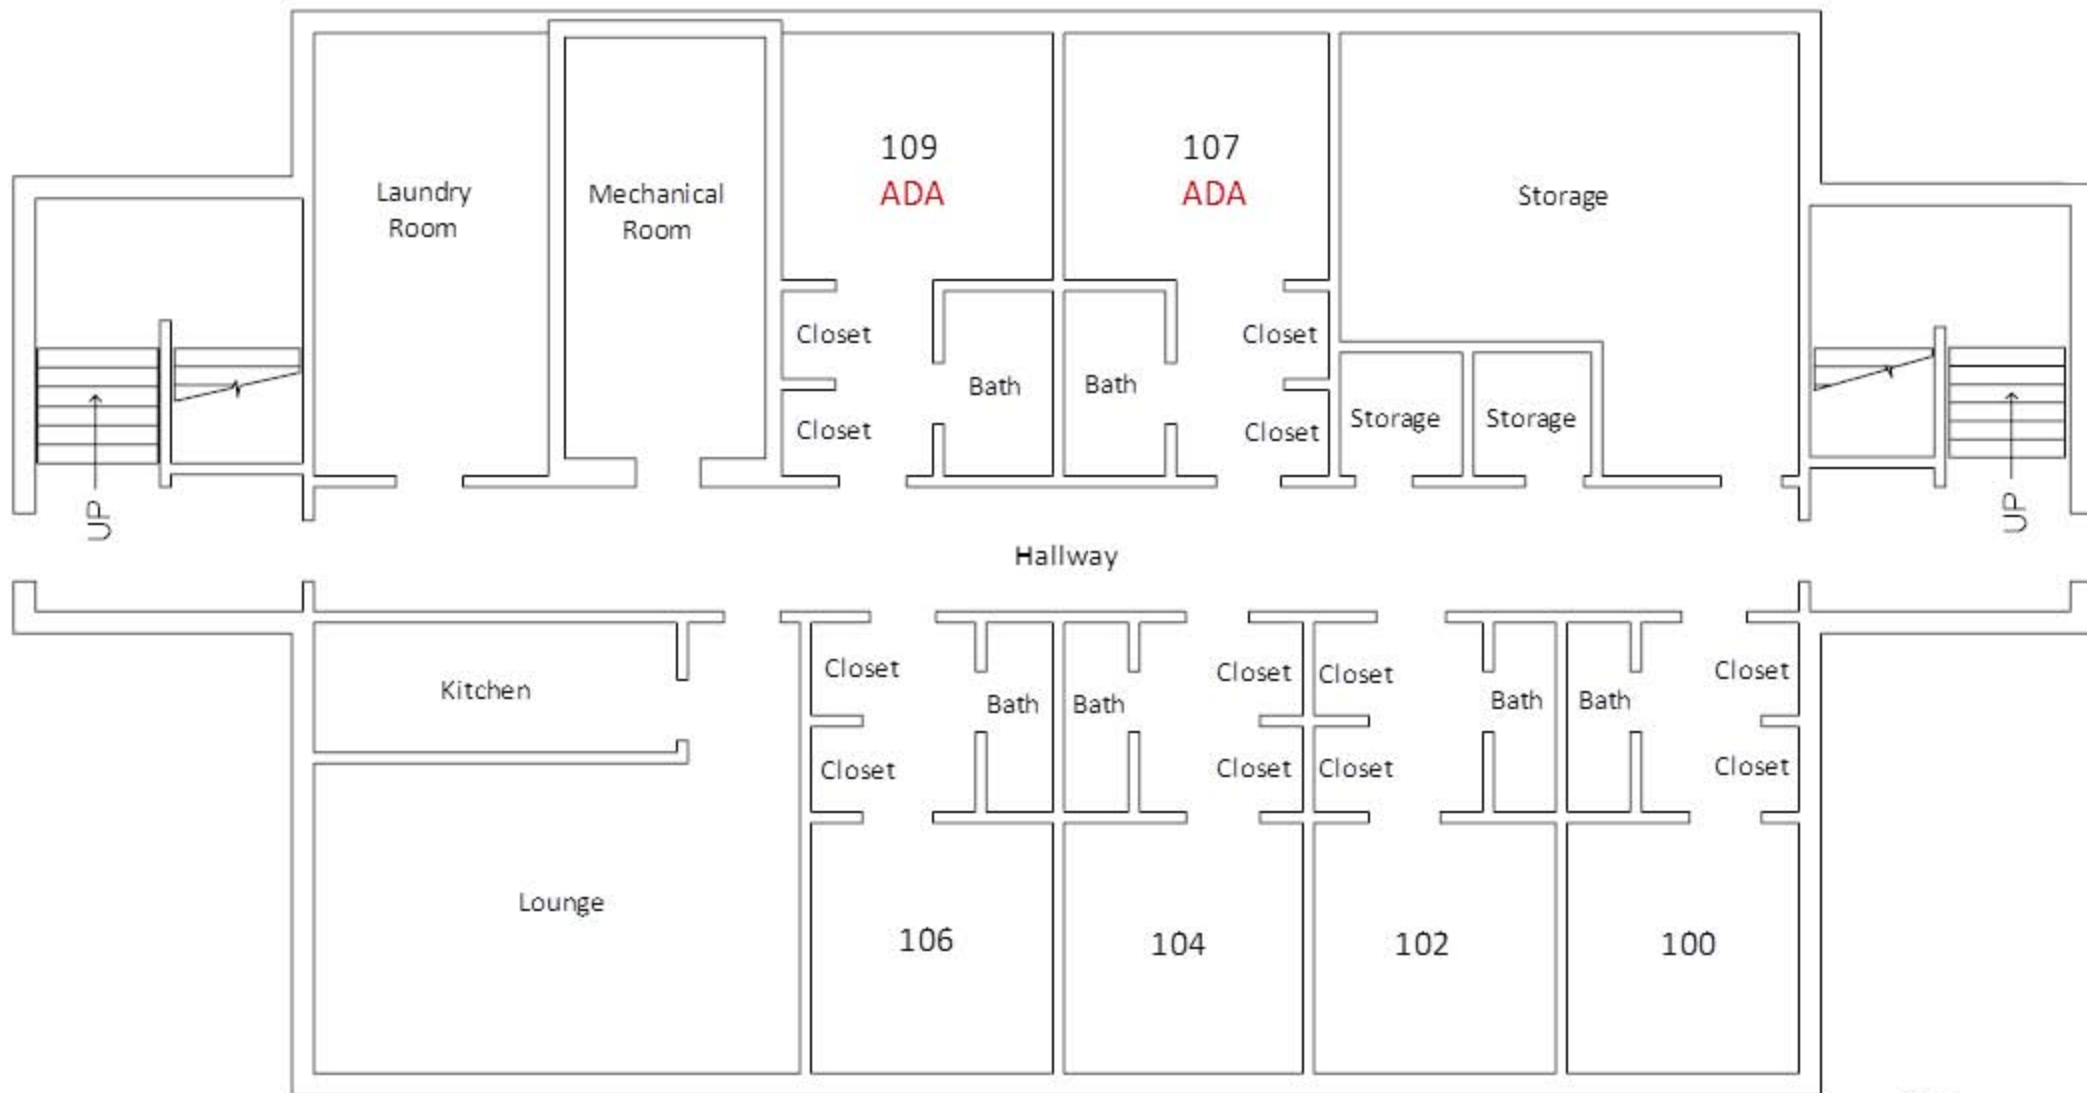 109
107
Laundry
Room
Mechanical
Room
ADA
ADA
Storage
Closet
Closet
Bath
Bath
Closet
Closet
Storage
Storage
UP
UP
Hallway
Kitchen
Closet
Bath
Bath
Closet
Closet
Bath
Bath
Closet
Closet
Closet
Closet
Closet
Lounge
106
104
102
100